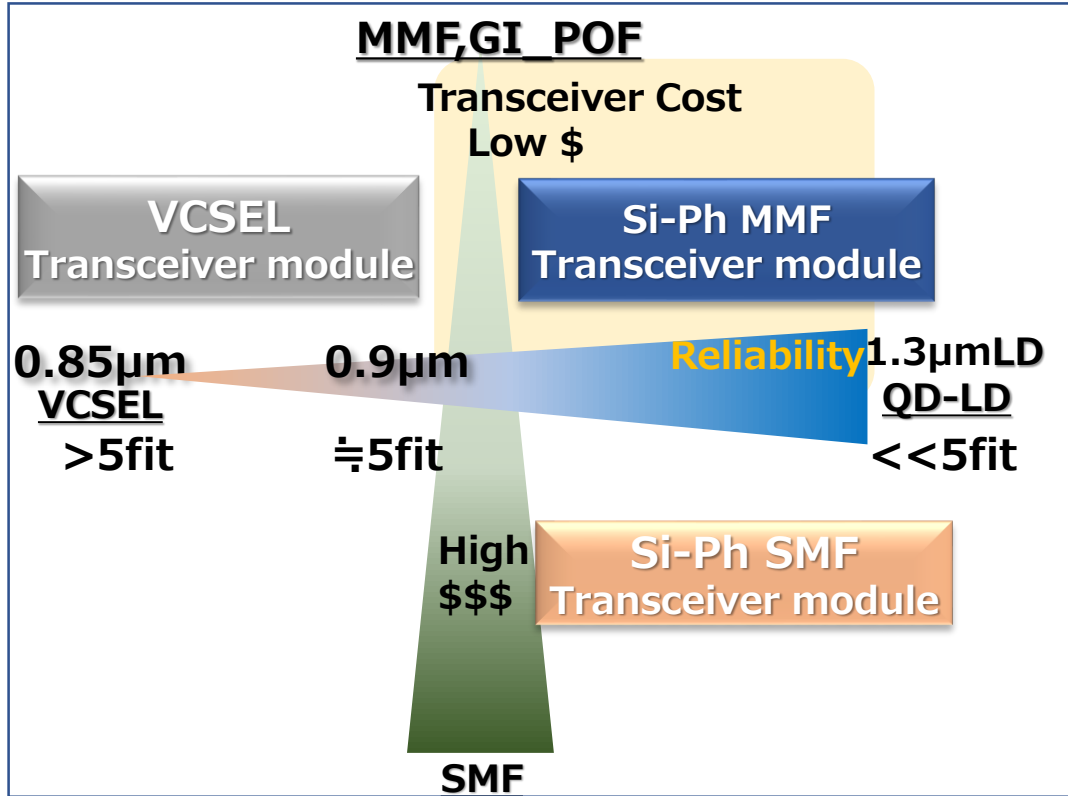 MMF,GI_POF
Transceiver Cost
Low $
VCSEL
Transceiver module
Si-Ph MMF
Transceiver module
0.85μm
VCSEL
>5fit
0.9μm
≒5fit
Reliability
1.3μmLD
QD-LD
<<5fit
High
$$$
Si-Ph SMF
Transceiver module
SMF